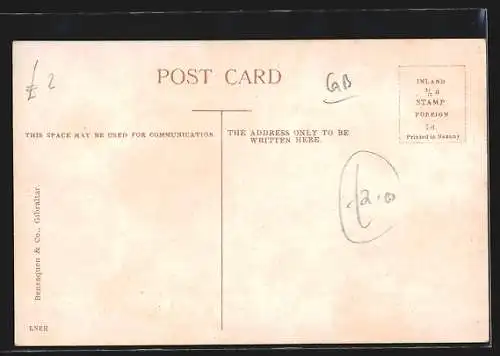 £2
POST CARD
GB
INLAND
½ d
STAMP
FOREIGN
1d.
Printed in Saxony
THIS SPACE MAY BE USED FOR COMMUNICATION
THE ADDRESS ONLY TO BE
WRITTEN HERE.
£2.0
Benzaquen & Co., Gibraltar.